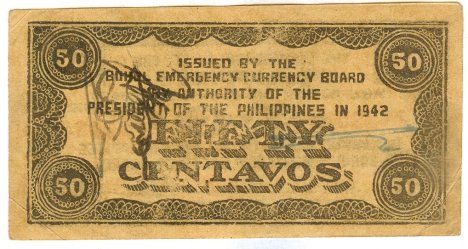 50 50
ISSUED BY THE
BOHOL EMERGENCY CURRENCY BOARD
BY AUTHORITY OF THE
PRESIDENT OF THE PHILIPPINES IN 1942
FIFTY
CENTAVOS.
50 50